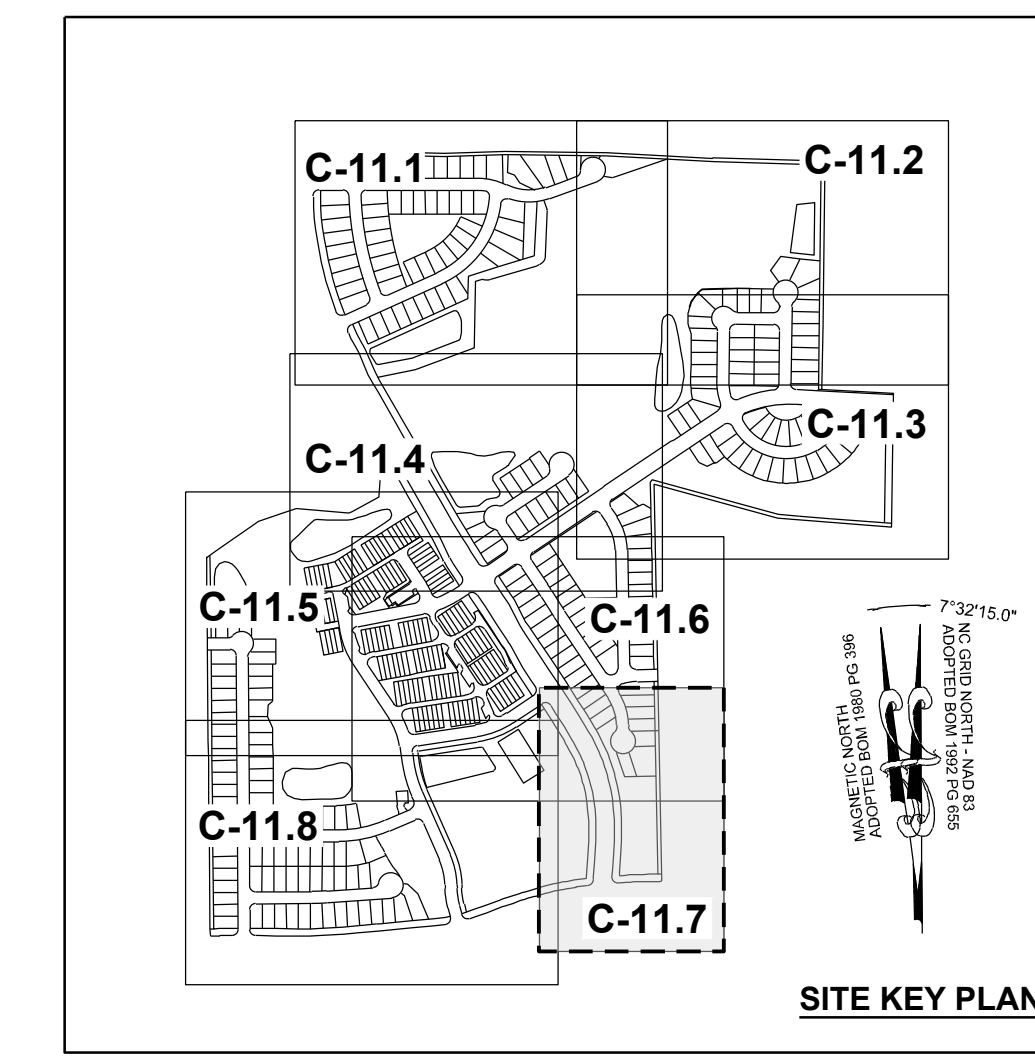 C-11.1
C-11.2
C-11.3
C-11.4
C-11.5
C-11.6
7°32'15.0"
MAGNETIC NORTH
ADOPTED BOM 1980 PG 396
NC GRID NORTH - NAD 83
ADOPTED BOM 1992 PG 655
C-11.8
C-11.7
SITE KEY PLAN